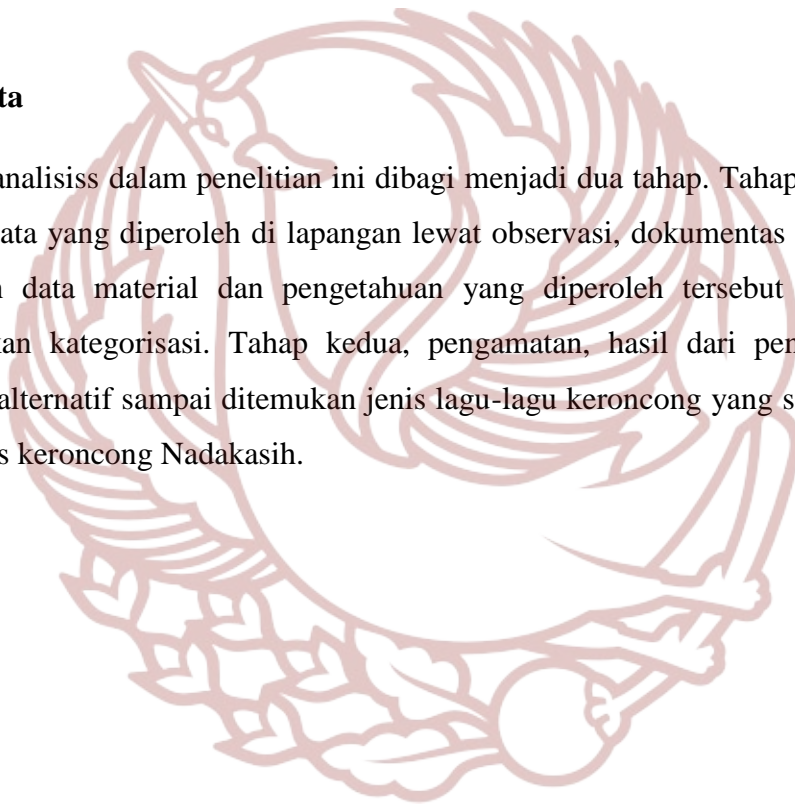 ta
analisiss dalam penelitian ini dibagi menjadi dua tahap. Tahap
ata yang diperoleh di lapangan lewat observasi, dokumentas
data material dan pengetahuan yang diperoleh tersebut
kan kategorisasi. Tahap kedua, pengamatan, hasil dari pen
alternatif sampai ditemukan jenis lagu-lagu keroncong yang s
s keroncong Nadakasih.